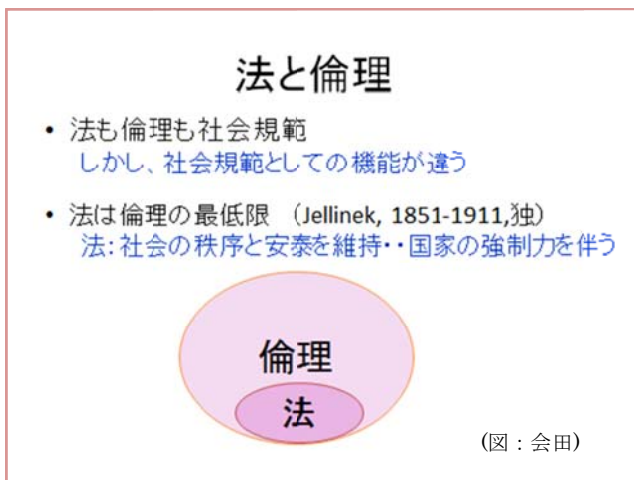 法と倫理
• 法も倫理も社会規範
しかし、社会規範としての機能が違う
• 法は倫理の最低限 （Jellinek, 1851-1911,独）
法：社会の秩序と安泰を維持・・国家の強制力を伴う
倫理
法
(図：会田)